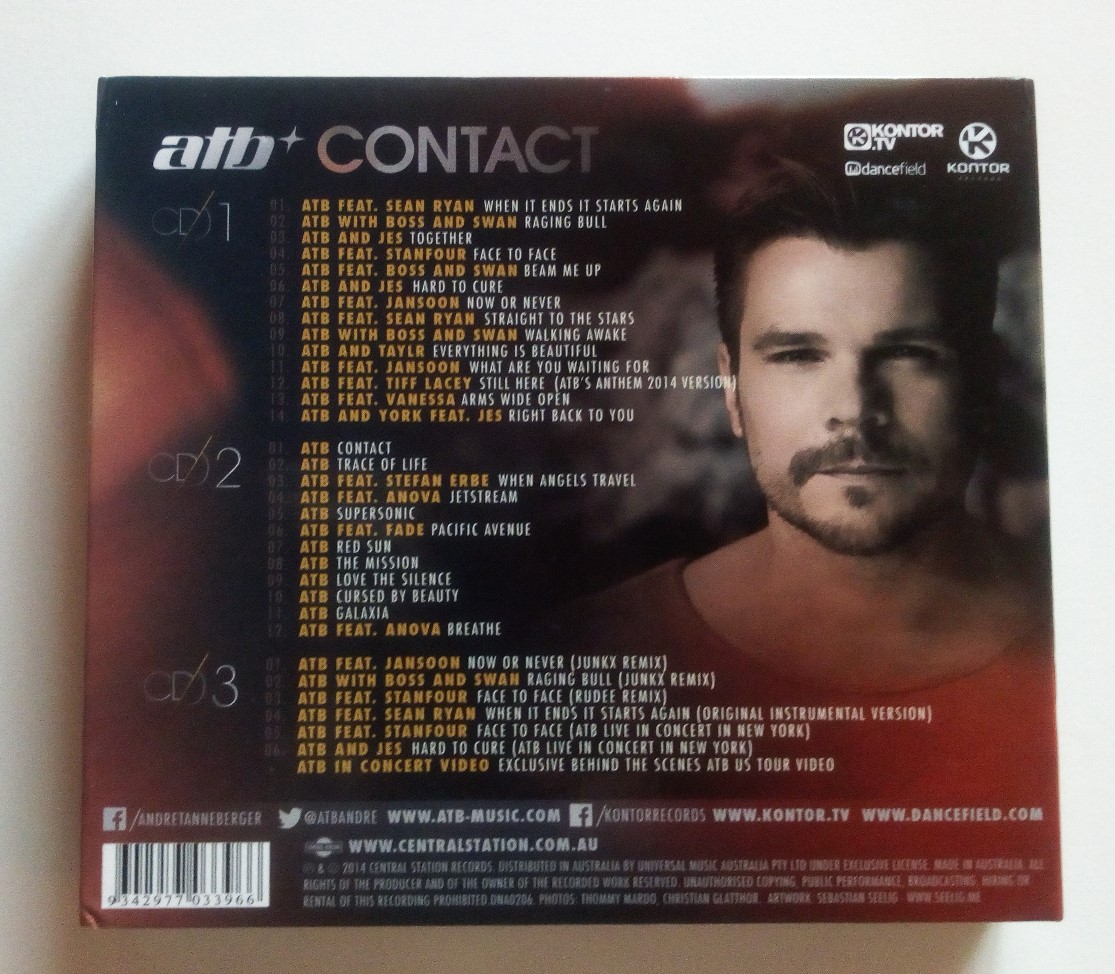 atb CONTACT
KONTOR .TV
dancefield
KONTOR
RECORDS
CD 1
01. ATB FEAT. SEAN RYAN WHEN IT ENDS IT STARTS AGAIN
02. ATB WITH BOSS AND SWAN RAGING BULL
03. ATB AND JES TOGETHER
04. ATB FEAT. STANFOUR FACE TO FACE
05. ATB FEAT. BOSS AND SWAN BEAM ME UP
06. ATB AND JES HARD TO CURE
07. ATB FEAT. JANSOON NOW OR NEVER
08. ATB FEAT. SEAN RYAN STRAIGHT TO THE STARS
09. ATB WITH BOSS AND SWAN WALKING AWAKE
10. ATB AND TAYLR EVERYTHING IS BEAUTIFUL
11. ATB FEAT. JANSOON WHAT ARE YOU WAITING FOR
12. ATB FEAT. TIFF LACEY STILL HERE (ATB'S ANTHEM 2014 VERSION)
13. ATB FEAT. VANESSA ARMS WIDE OPEN
14. ATB AND YORK FEAT. JES RIGHT BACK TO YOU
CD 2
01. ATB CONTACT
02. ATB TRACE OF LIFE
03. ATB FEAT. STEFAN ERBE WHEN ANGELS TRAVEL
04. ATB FEAT. ANOVA JETSTREAM
05. ATB SUPERSONIC
06. ATB FEAT. FADE PACIFIC AVENUE
07. ATB RED SUN
08. ATB THE MISSION
09. ATB LOVE THE SILENCE
10. ATB CURSED BY BEAUTY
11. ATB GALAXIA
12. ATB FEAT. ANOVA BREATHE
CD 3
01. ATB FEAT. JANSOON NOW OR NEVER (JUNKX REMIX)
02. ATB WITH BOSS AND SWAN RAGING BULL (JUNKX REMIX)
03. ATB FEAT. STANFOUR FACE TO FACE (RUDEE REMIX)
04. ATB FEAT. SEAN RYAN WHEN IT ENDS IT STARTS AGAIN (ORIGINAL INSTRUMENTAL VERSION)
05. ATB FEAT. STANFOUR FACE TO FACE (ATB LIVE IN CONCERT IN NEW YORK)
06. ATB AND JES HARD TO CURE (ATB LIVE IN CONCERT IN NEW YORK)
ATB IN CONCERT VIDEO EXCLUSIVE BEHIND THE SCENES ATB US TOUR VIDEO
/ANDRETANNEBERGER @ATBANDRE WWW.ATB-MUSIC.COM /KONTORRECORDS WWW.KONTOR.TV WWW.DANCEFIELD.COM
WWW.CENTRALSTATION.COM.AU
℗ & © 2014 CENTRAL STATION RECORDS. DISTRIBUTED IN AUSTRALIA BY UNIVERSAL MUSIC AUSTRALIA PTY LTD UNDER EXCLUSIVE LICENSE. MADE IN AUSTRALIA. ALL
RIGHTS OF THE PRODUCER AND OF THE OWNER OF THE RECORDED WORK RESERVED. UNAUTHORISED COPYING, PUBLIC PERFORMANCE, BROADCASTING, HIRING OR
RENTAL OF THIS RECORDING PROHIBITED DNA0206. PHOTOS: THOMMY MARDO, CHRISTIAN GLATTHOR. ARTWORK: SEBASTIAN SEELIG - WWW.SEELIG.ME
9 342977 033966